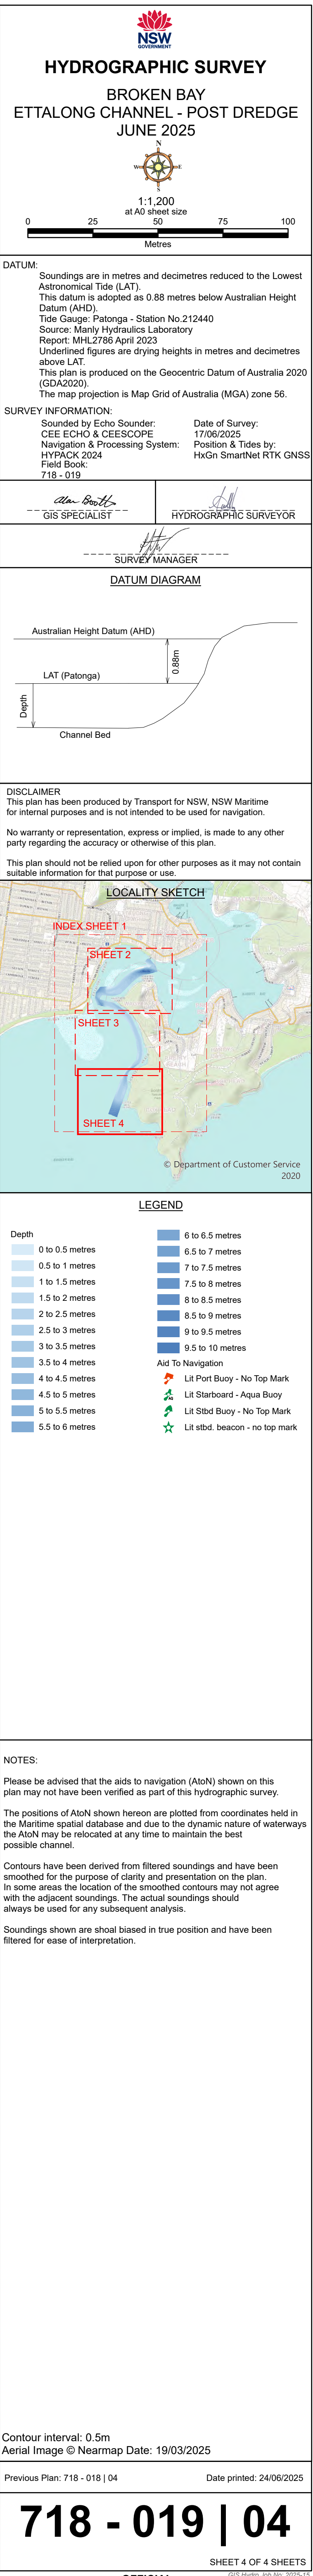 NSW
GOVERNMENT
HYDROGRAPHIC SURVEY
BROKEN BAY
ETTALONG CHANNEL - POST DREDGE
JUNE 2025
N
W E
S
1:1,200
at A0 sheet size
0 25 50 75 100
Metres
DATUM:
Soundings are in metres and decimetres reduced to the Lowest
Astronomical Tide (LAT).
This datum is adopted as 0.88 metres below Australian Height
Datum (AHD).
Tide Gauge: Patonga - Station No.212440
Source: Manly Hydraulics Laboratory
Report: MHL2786 April 2023
Underlined figures are drying heights in metres and decimetres
above LAT.
This plan is produced on the Geocentric Datum of Australia 2020
(GDA2020).
The map projection is Map Grid of Australia (MGA) zone 56.
SURVEY INFORMATION:
Sounded by Echo Sounder:
CEE ECHO & CEESCOPE
Navigation & Processing System:
HYPACK 2024
Field Book:
718 - 019
Date of Survey:
17/06/2025
Position & Tides by:
HxGn SmartNet RTK GNSS
Alan Booth
GIS SPECIALIST
HYDROGRAPHIC SURVEYOR
SURVEY MANAGER
DATUM DIAGRAM
Australian Height Datum (AHD)
0.88m
LAT (Patonga)
Depth
Channel Bed
DISCLAIMER
This plan has been produced by Transport for NSW, NSW Maritime
for internal purposes and is not intended to be used for navigation.
No warranty or representation, express or implied, is made to any other
party regarding the accuracy or otherwise of this plan.
This plan should not be relied upon for other purposes as it may not contain
suitable information for that purpose or use.
LOCALITY SKETCH
INDEX SHEET 1
SHEET 2
SHEET 3
SHEET 4
© Department of Customer Service
2020
LEGEND
Depth
0 to 0.5 metres
0.5 to 1 metres
1 to 1.5 metres
1.5 to 2 metres
2 to 2.5 metres
2.5 to 3 metres
3 to 3.5 metres
3.5 to 4 metres
4 to 4.5 metres
4.5 to 5 metres
5 to 5.5 metres
5.5 to 6 metres
6 to 6.5 metres
6.5 to 7 metres
7 to 7.5 metres
7.5 to 8 metres
8 to 8.5 metres
8.5 to 9 metres
9 to 9.5 metres
9.5 to 10 metres
Aid To Navigation
Lit Port Buoy - No Top Mark
Lit Starboard - Aqua Buoy
Lit Stbd Buoy - No Top Mark
Lit stbd. beacon - no top mark
NOTES:
Please be advised that the aids to navigation (AtoN) shown on this
plan may not have been verified as part of this hydrographic survey.
The positions of AtoN shown hereon are plotted from coordinates held in
the Maritime spatial database and due to the dynamic nature of waterways
the AtoN may be relocated at any time to maintain the best
possible channel.
Contours have been derived from filtered soundings and have been
smoothed for the purpose of clarity and presentation on the plan.
In some areas the location of the smoothed contours may not agree
with the adjacent soundings. The actual soundings should
always be used for any subsequent analysis.
Soundings shown are shoal biased in true position and have been
filtered for ease of interpretation.
Contour interval: 0.5m
Aerial Image © Nearmap Date: 19/03/2025
Previous Plan: 718 - 018 | 04 Date printed: 24/06/2025
718 - 019 | 04
SHEET 4 OF 4 SHEETS